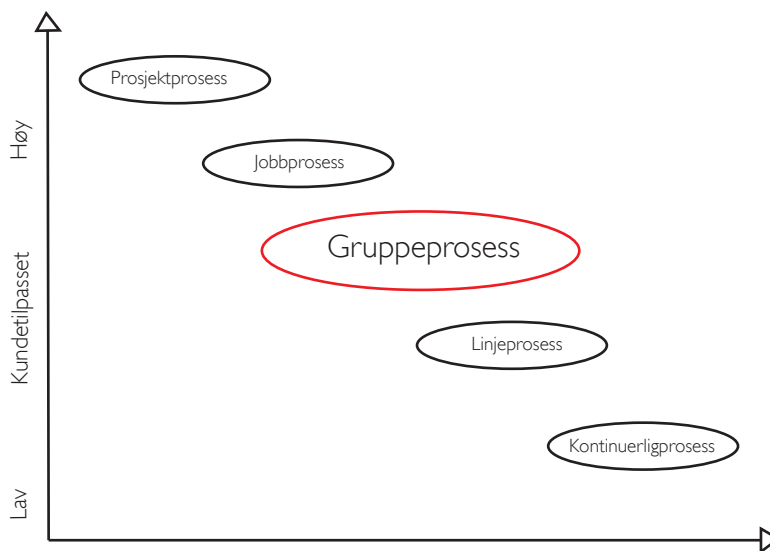 Prosjektprosess
Høy
Jobbprosess
Gruppeprosess
Kundetilpasset
Linjeprosess
Kontinuerligprosess
Lav